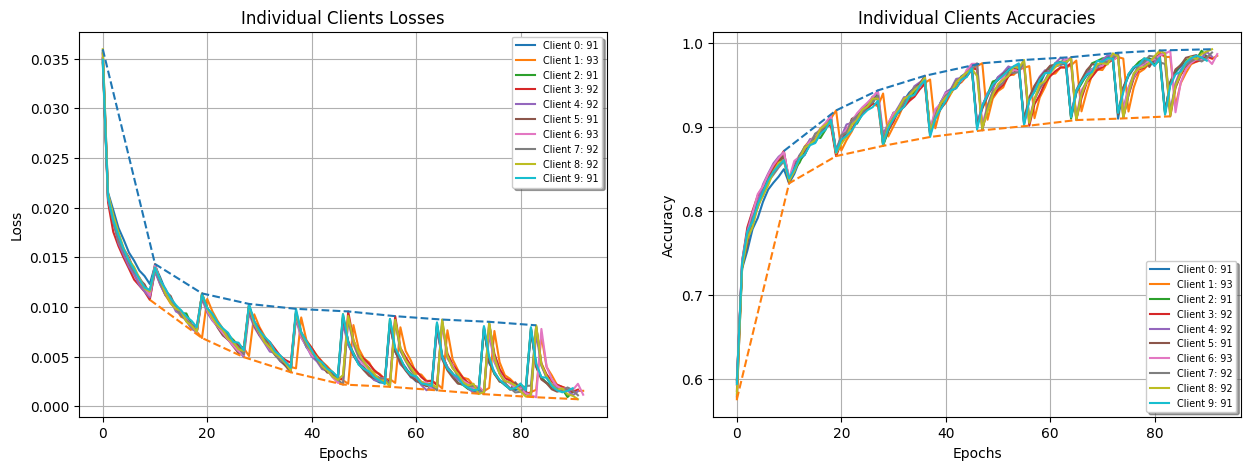 Individual Clients Losses
Loss
0.035
0.030
0.025
0.020
0.015
0.010
0.005
0.000
0
20
40
60
80
Epochs
Client 0: 91
Client 1: 93
Client 2: 91
Client 3: 92
Client 4: 92
Client 5: 91
Client 6: 93
Client 7: 92
Client 8: 92
Client 9: 91
Individual Clients Accuracies
Accuracy
1.0
0.9
0.8
0.7
0.6
0
20
40
60
80
Epochs
Client 0: 91
Client 1: 93
Client 2: 91
Client 3: 92
Client 4: 92
Client 5: 91
Client 6: 93
Client 7: 92
Client 8: 92
Client 9: 91